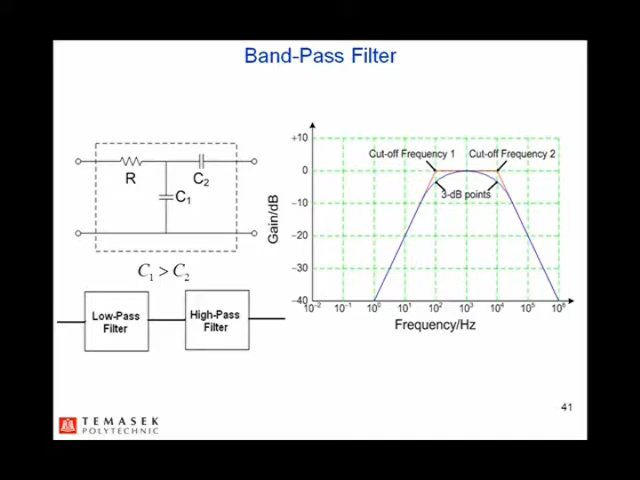 Band-Pass Filter
R
C2
C1
C1 > C2
Low-Pass
Filter
High-Pass
Filter
Gain/dB
+10
0
-10
-20
-30
-40
Cut-off Frequency 1
Cut-off Frequency 2
3-dB points
10-2
10-1
100
101
102
103
104
105
106
Frequency/Hz
41
TEMASEK
POLYTECHNIC